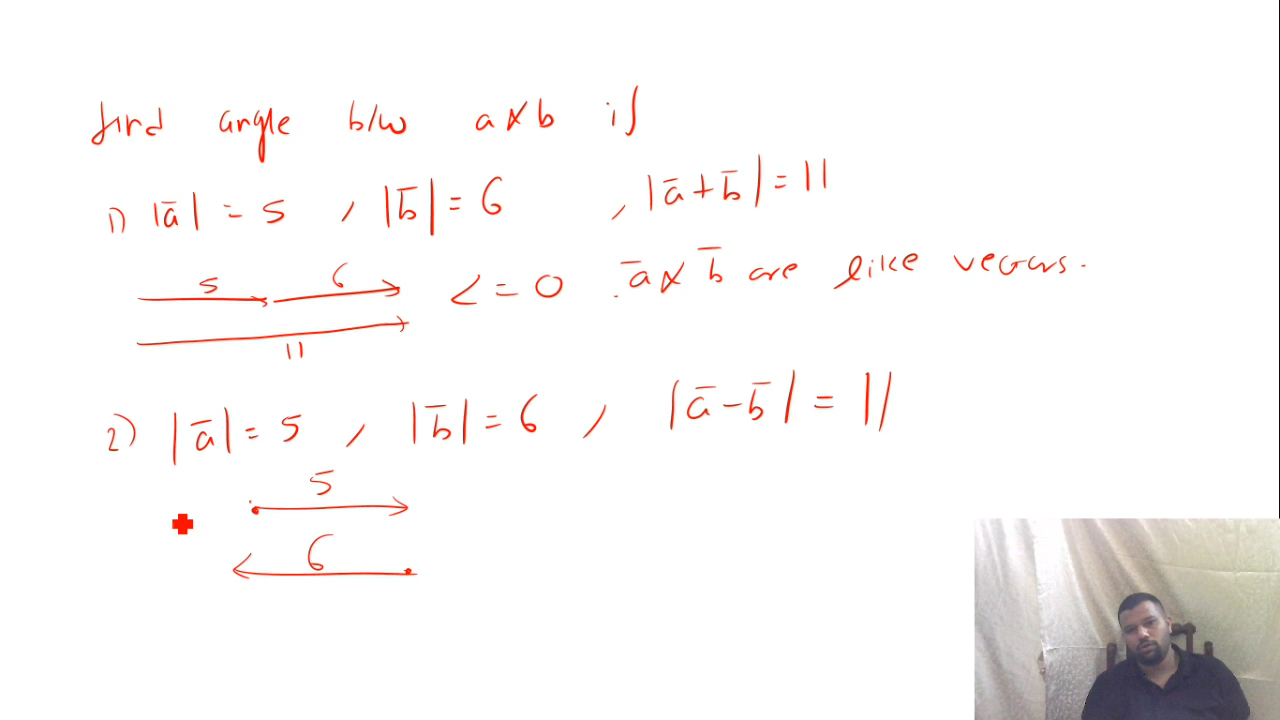 find angle b/w a & b if
1) |a̅| = 5 , |b̅| = 6 , |a̅+b̅| = 11
5 6 < = 0 . a̅ & b̅ are like vectors.
11
2) |a̅| = 5 , |b̅| = 6 , |a̅-b̅| = 11
5
6